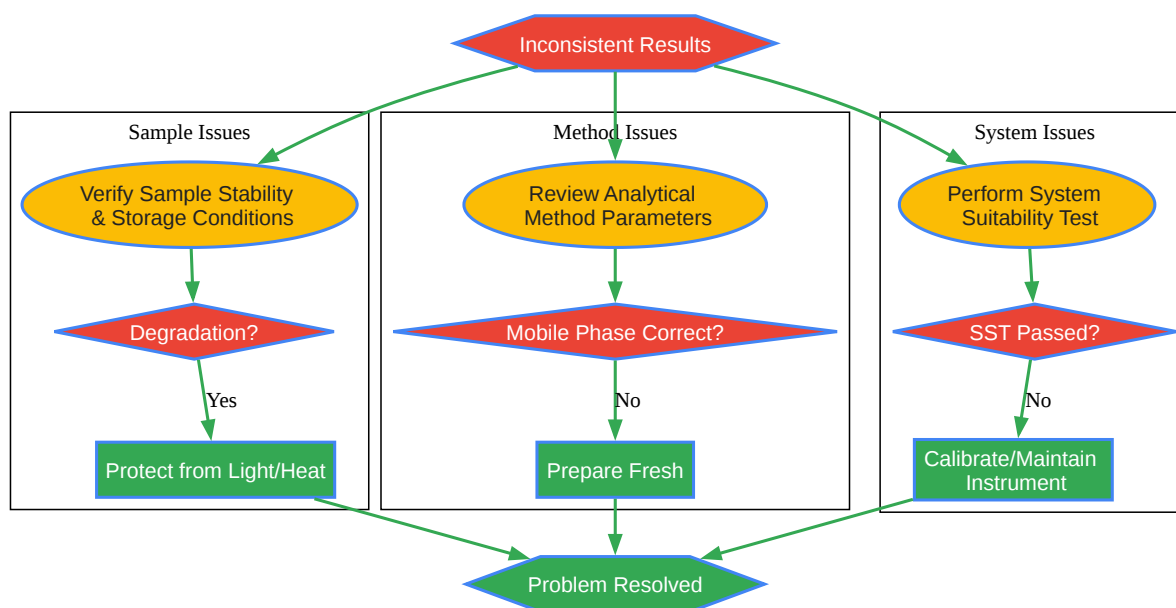 Inconsistent Results
Sample Issues
Method Issues
System Issues
Verify Sample Stability
& Storage Conditions
Review Analytical
Method Parameters
Perform System
Suitability Test
Degradation?
Mobile Phase Correct?
SST Passed?
Yes
No
No
Protect from Light/Heat
Prepare Fresh
Calibrate/Maintain
Instrument
Problem Resolved